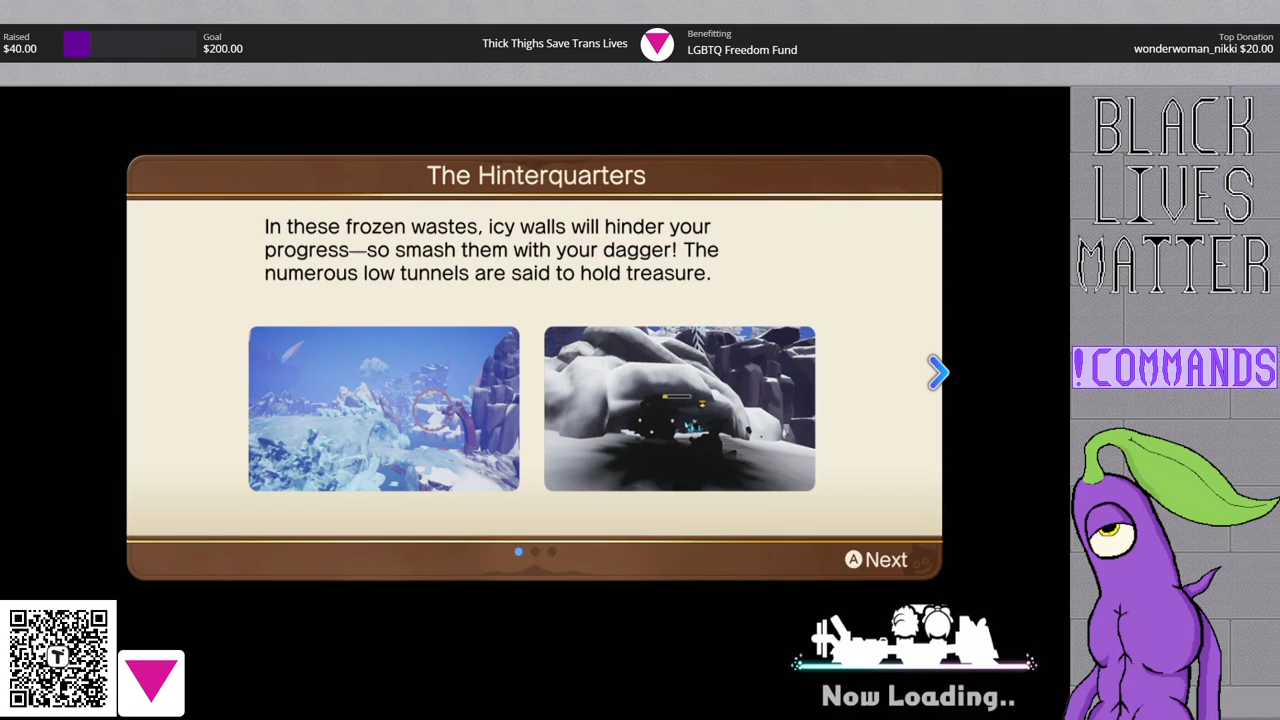 Raised
$40.00
Goal
$200.00
Thick Thighs Save Trans Lives
Benefitting
LGBTQ Freedom Fund
Top Donation
wonderwoman_nikki $20.00
BLACK
LIVES
MATTER
!COMMANDS
The Hinterquarters
In these frozen wastes, icy walls will hinder your
progress—so smash them with your dagger! The
numerous low tunnels are said to hold treasure.
A Next
T
Now Loading..